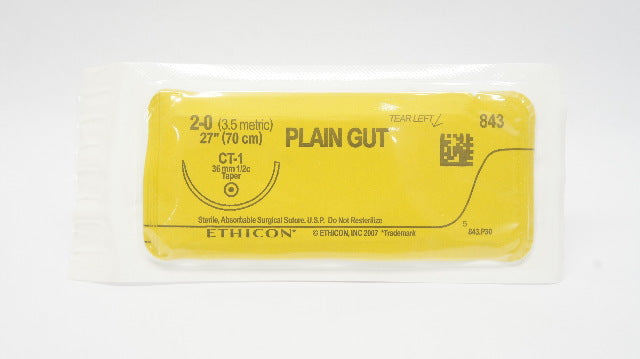 2-0 (3.5 metric)
27" (70 cm)
CT-1
36 mm 1/2c
Taper
PLAIN GUT
TEAR LEFT
843
Sterile, Absorbable Surgical Suture. U.S.P. Do Not Resterilize
ETHICON* © ETHICON, INC 2007 *Trademark
5
843.P30